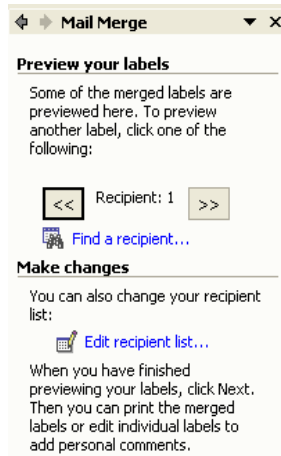 Mail Merge
Preview your labels
Some of the merged labels are
previewed here. To preview
another label, click one of the
following:
<< Recipient: 1 >>
Find a recipient...
Make changes
You can also change your recipient
list:
Edit recipient list...
When you have finished
previewing your labels, click Next.
Then you can print the merged
labels or edit individual labels to
add personal comments.